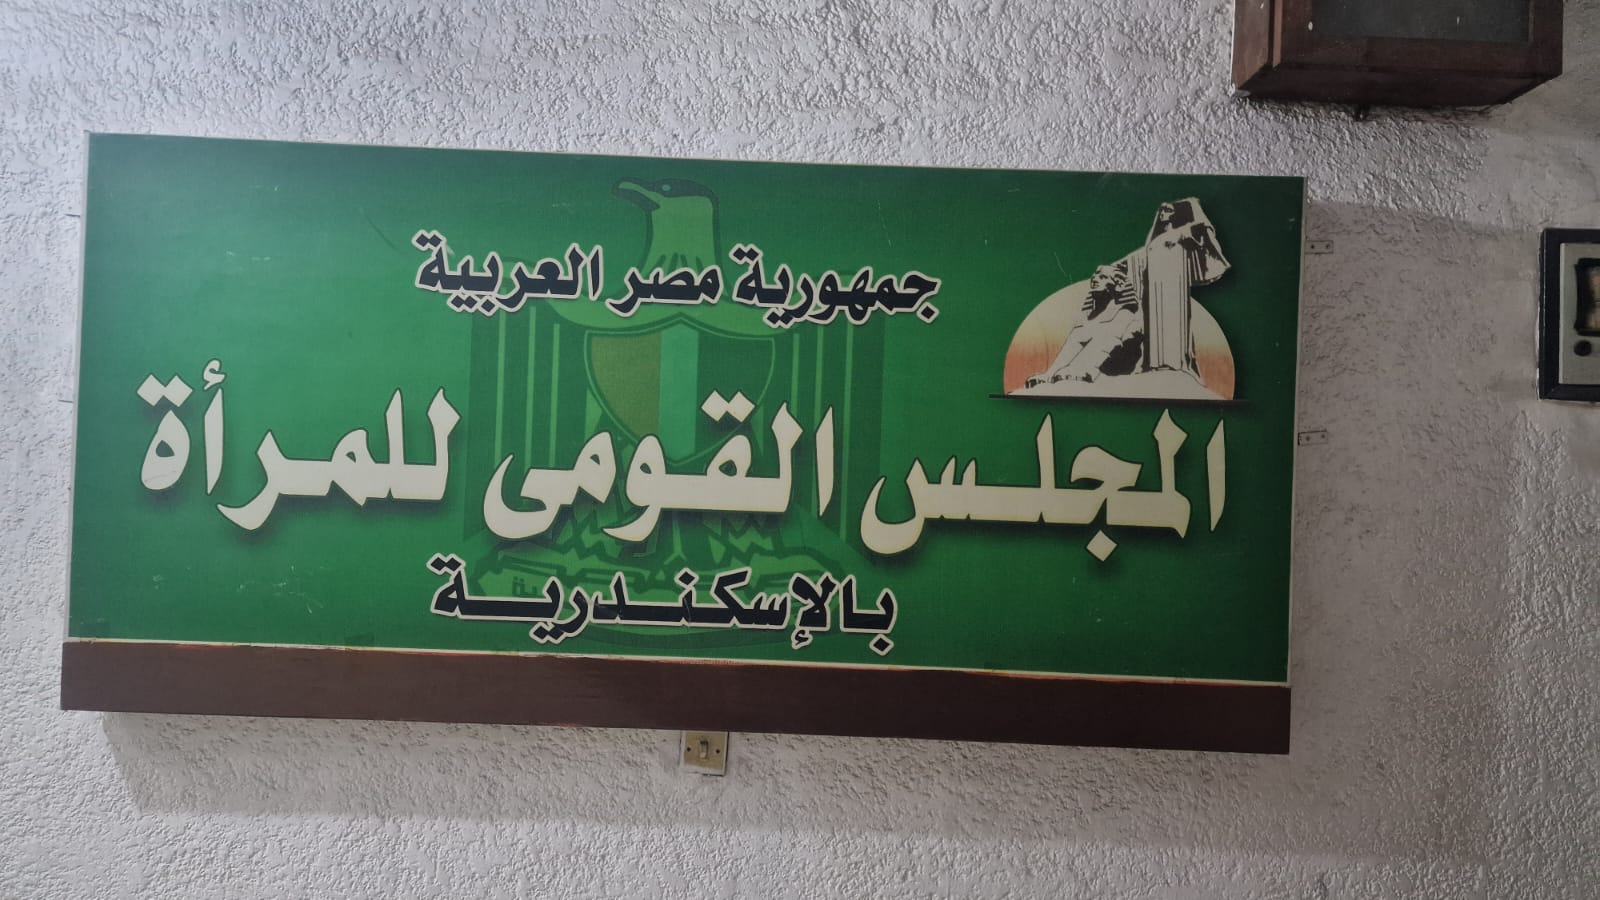 جمهورية مصر العربية
المجلس القومى للمرأة
بالإسكندرية